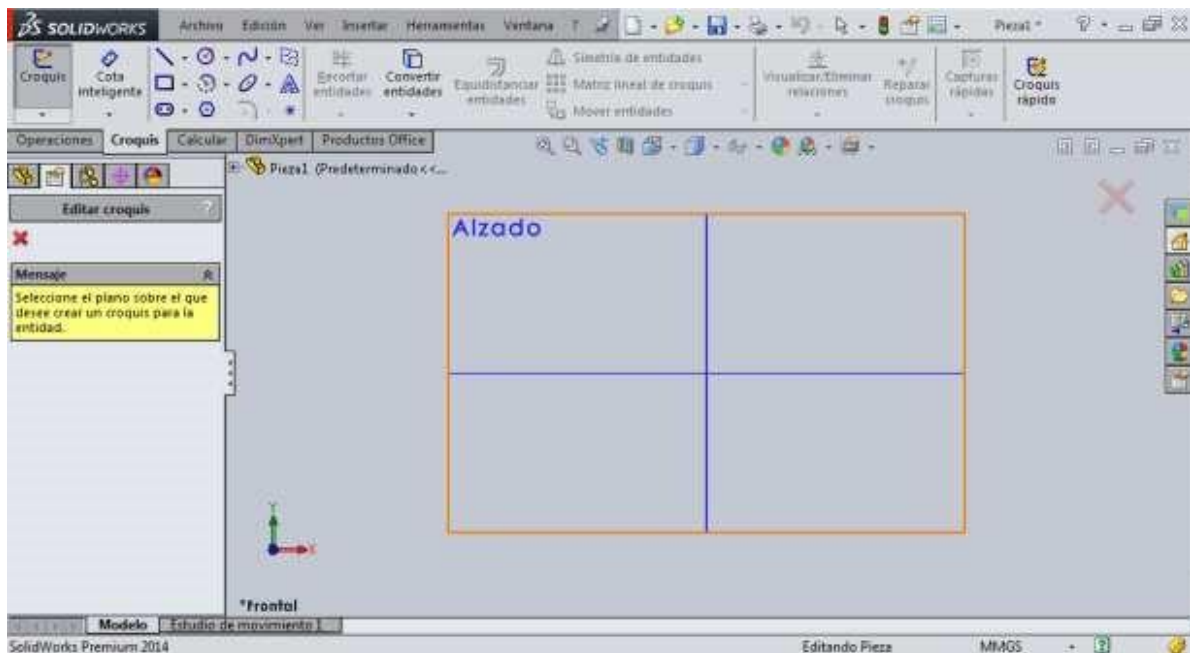 SOLIDWORKS
Archivo Edición Ver Insertar Herramientas Ventana ? Pieza1 *
Croquis
Cota inteligente
Recortar entidades
Convertir entidades
Equidistanciar entidades
Simetría de entidades
Matriz lineal de croquis
Mover entidades
Visualizar/Eliminar relaciones
Reparar croquis
Capturas rápidas
Croquis rápido
Operaciones Croquis Calcular DimXpert Productos Office
Pieza1 (Predeterminado<<...
Editar croquis ?
Mensaje
Seleccione el plano sobre el que
desee crear un croquis para la
entidad.
Alzado
Y
X
*Frontal
Modelo Estudio de movimiento 1
SolidWorks Premium 2014 Editando Pieza MMGS